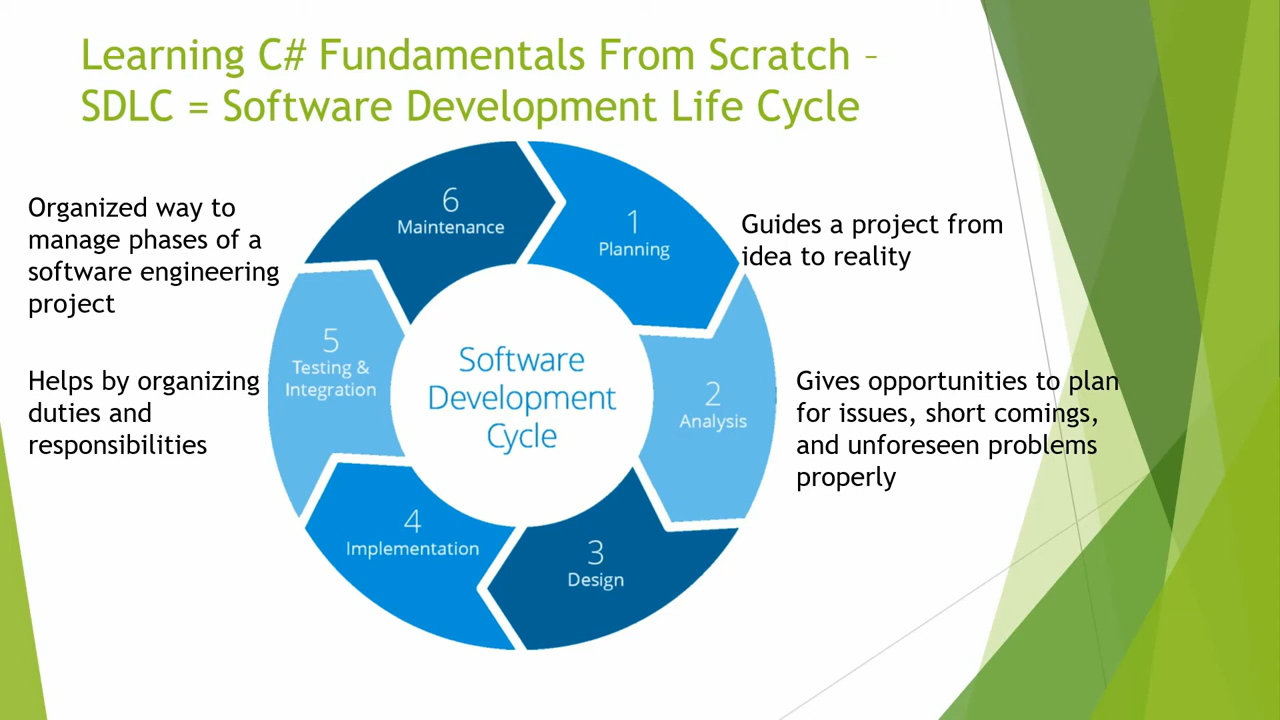 Learning C# Fundamentals From Scratch –
SDLC = Software Development Life Cycle
Organized way to
manage phases of a
software engineering
project
Helps by organizing
duties and
responsibilities
6
Maintenance
1
Planning
5
Testing &
Integration
Software
Development
Cycle
2
Analysis
4
Implementation
3
Design
Guides a project from
idea to reality
Gives opportunities to plan
for issues, short comings,
and unforeseen problems
properly